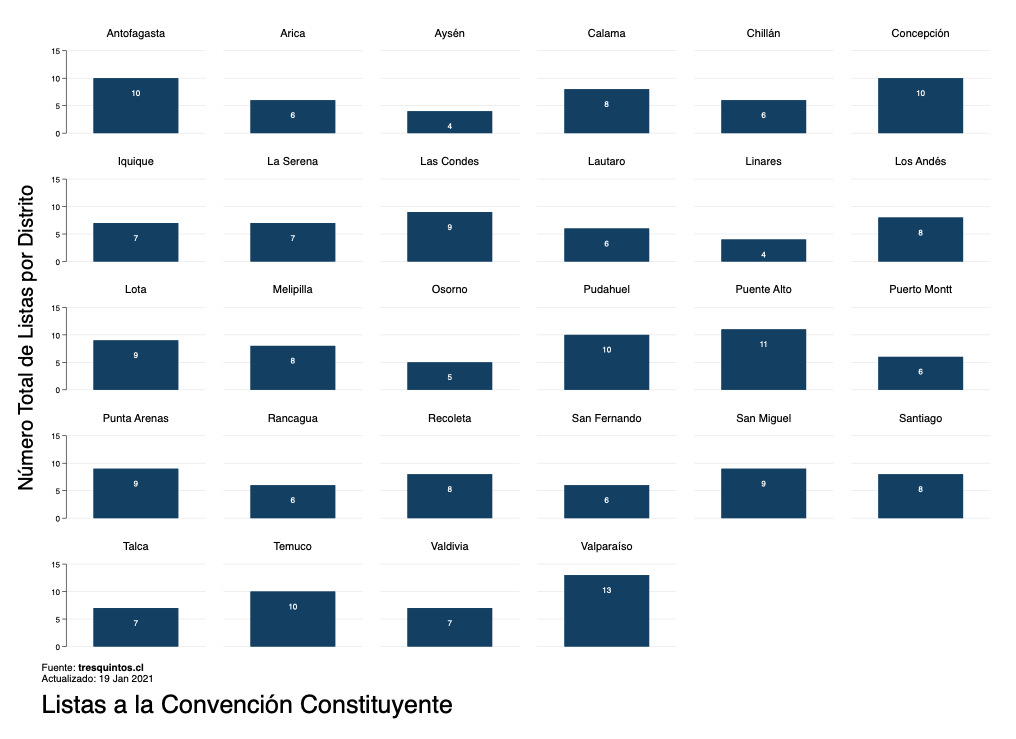 Número Total de Listas por Distrito
Antofagasta Arica Aysén Calama Chillán Concepción
15
10
5
0
10 6 4 8 6 10
Iquique La Serena Las Condes Lautaro Linares Los Andés
15
10
5
0
7 7 9 6 4 8
Lota Melipilla Osorno Pudahuel Puente Alto Puerto Montt
15
10
5
0
9 8 5 10 11 6
Punta Arenas Rancagua Recoleta San Fernando San Miguel Santiago
15
10
5
0
9 6 8 6 9 8
Talca Temuco Valdivia Valparaíso
15
10
5
0
7 10 7 13
Fuente: tresquintos.cl
Actualizado: 19 Jan 2021
Listas a la Convención Constituyente